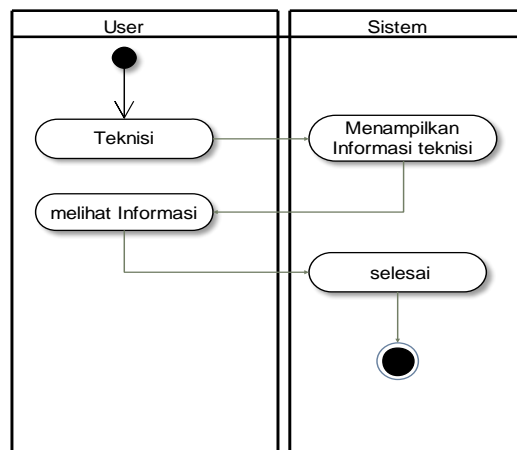 User
Sistem
Teknisi
Menampilkan
Informasi teknisi
melihat Informasi
selesai